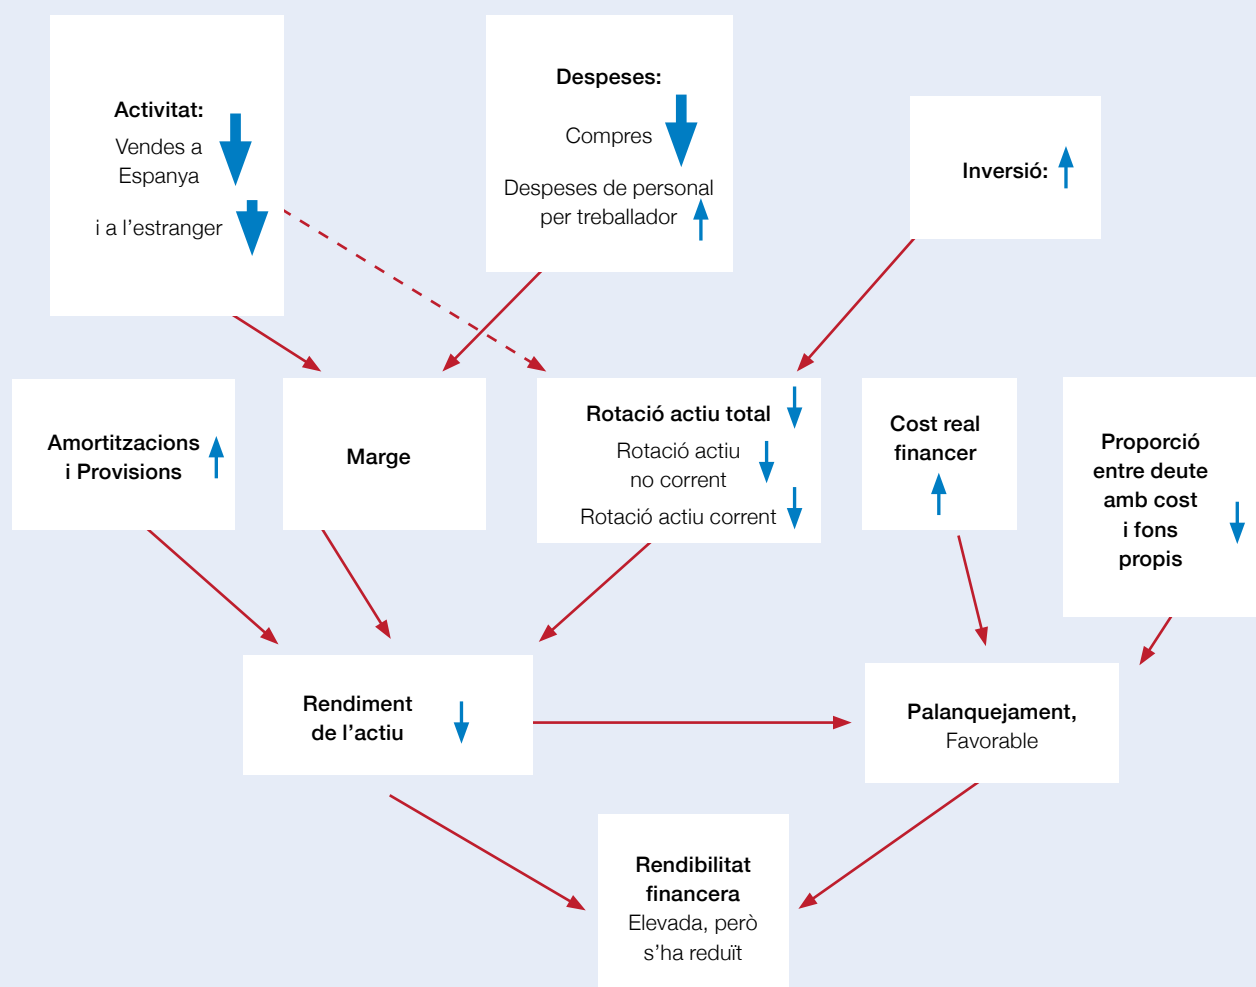 Activitat:
Vendes a
Espanya
i a l’estranger
Despeses:
Compres
Despeses de personal
per treballador
Inversió:
Amortitzacions
i Provisions
Marge
Rotació actiu total
Rotació actiu
no corrent
Rotació actiu corrent
Cost real
financer
Proporció
entre deute
amb cost
i fons
propis
Rendiment
de l’actiu
Palanquejament,
Favorable
Rendibilitat
financera
Elevada, però
s’ha reduït